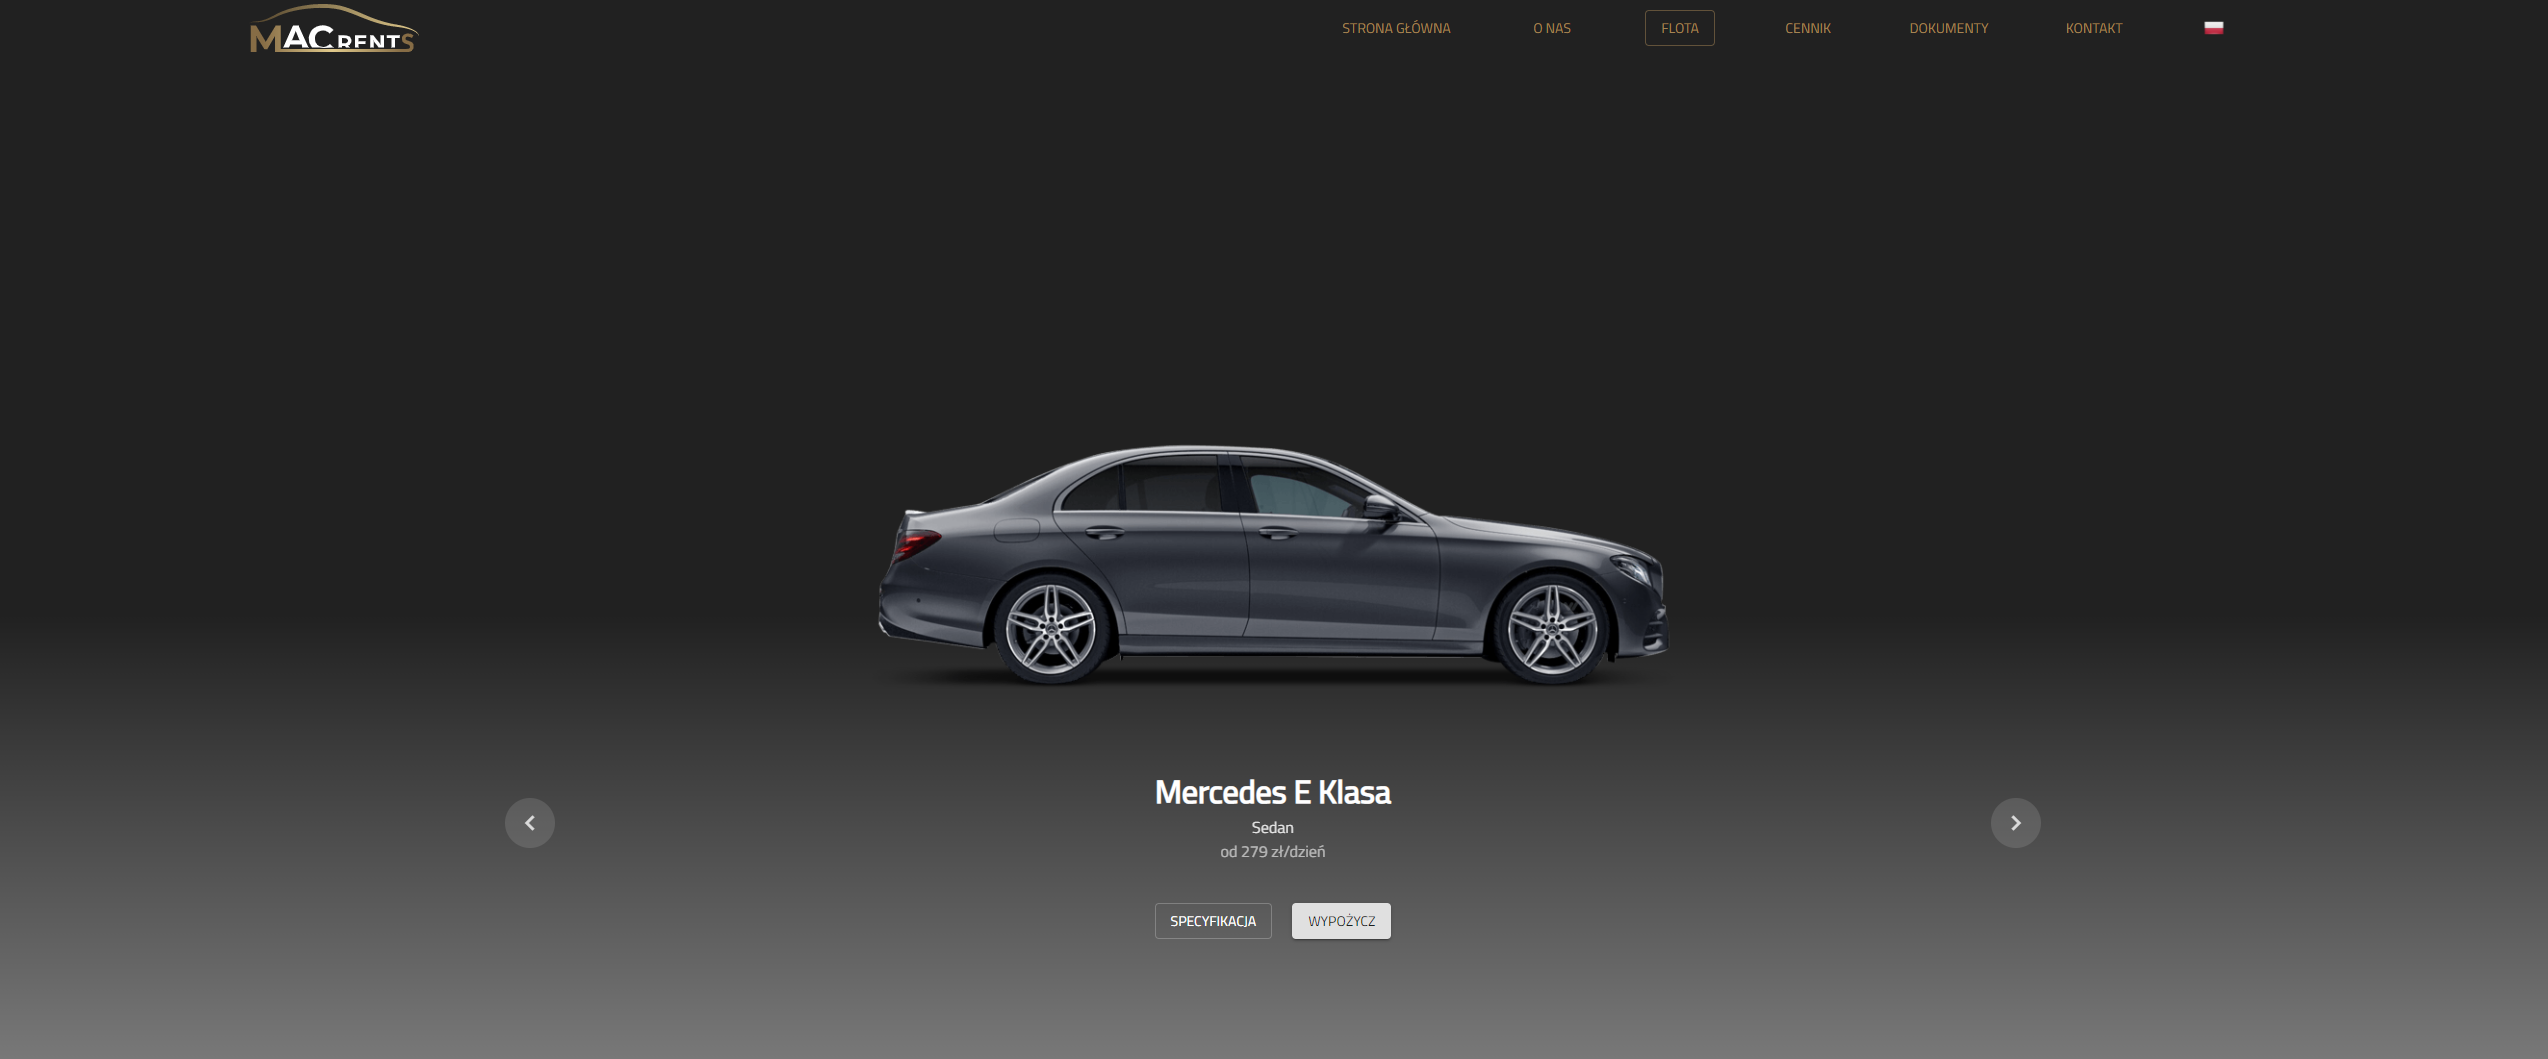 MACRENTS
STRONA GŁÓWNA
O NAS
FLOTA
CENNIK
DOKUMENTY
KONTAKT
Mercedes E Klasa
Sedan
od 279 zł/dzień
SPECYFIKACJA
WYPOŻYCZ